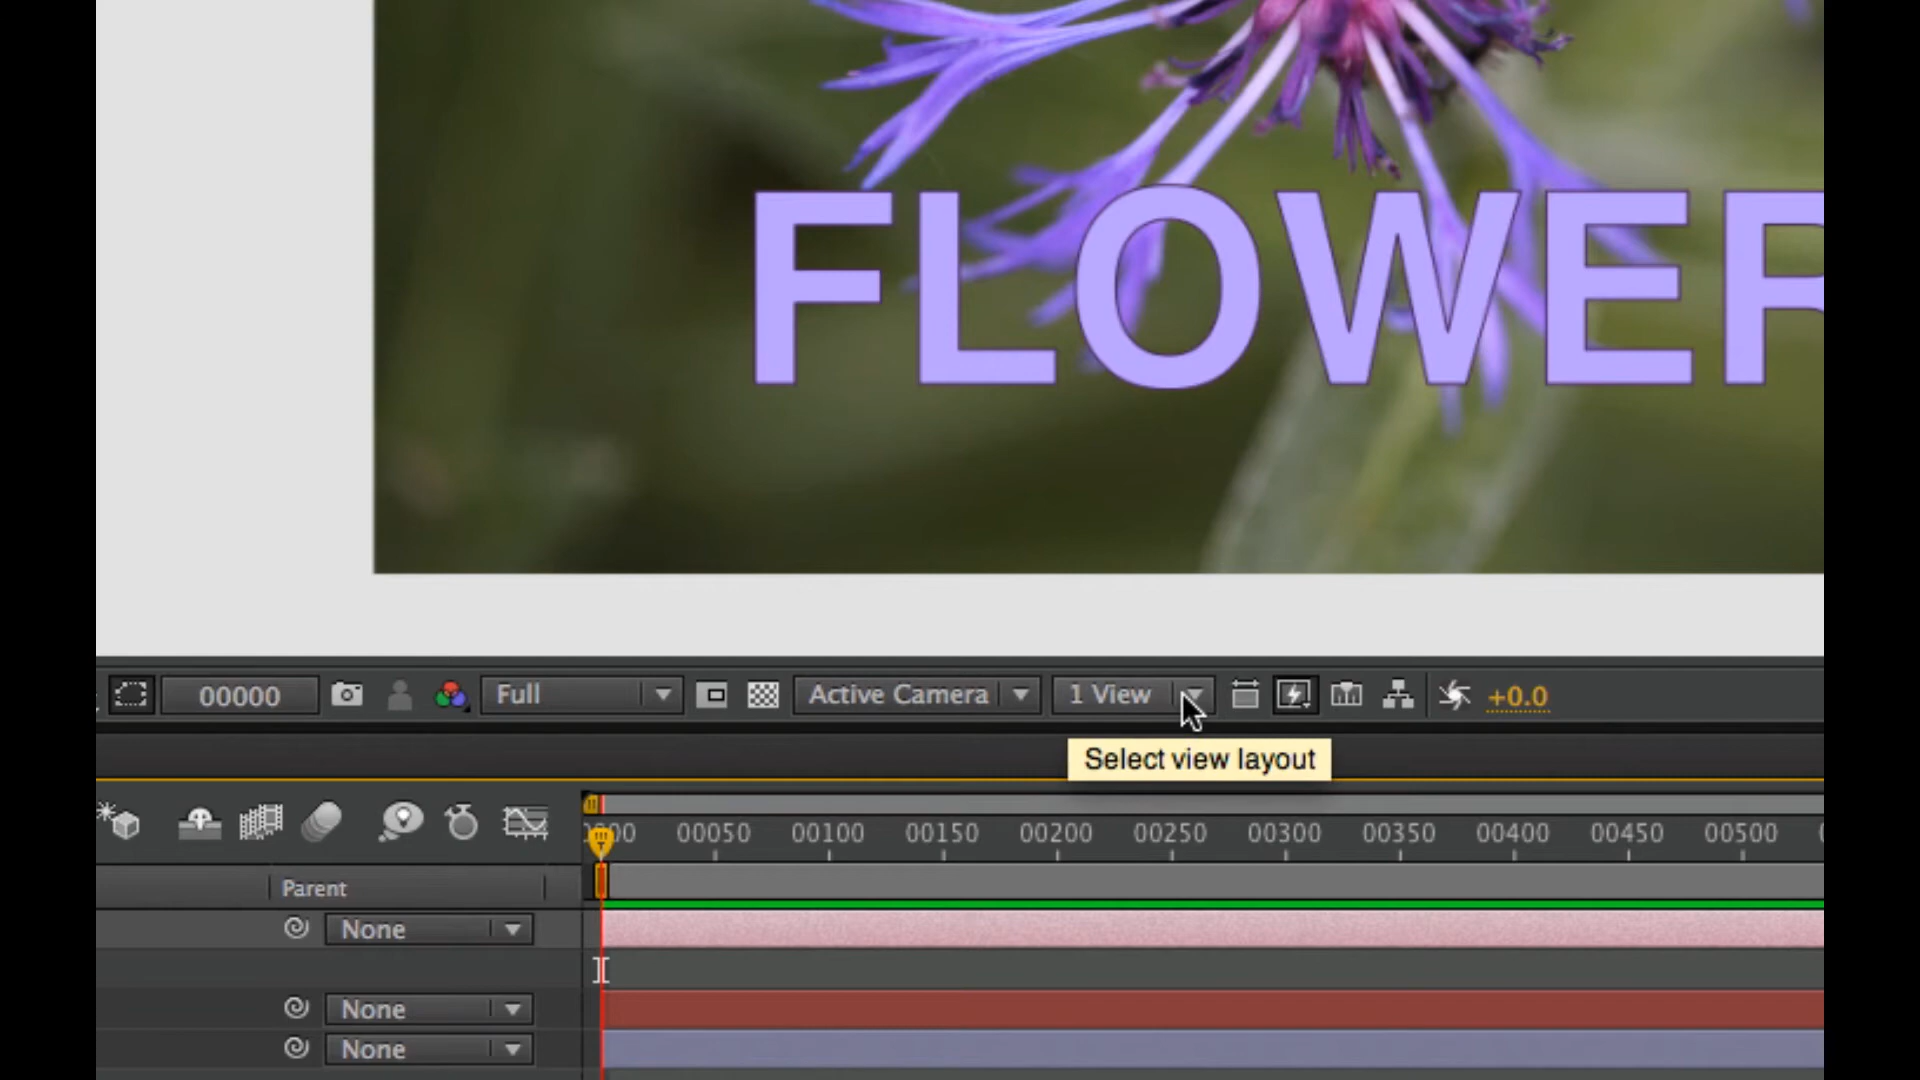 FLOWER
00000
Full
Active Camera
1 View
+0.0
Select view layout
00050 00100 00150 00200 00250 00300 00350 00400 00450 00500
Parent
None
None
None